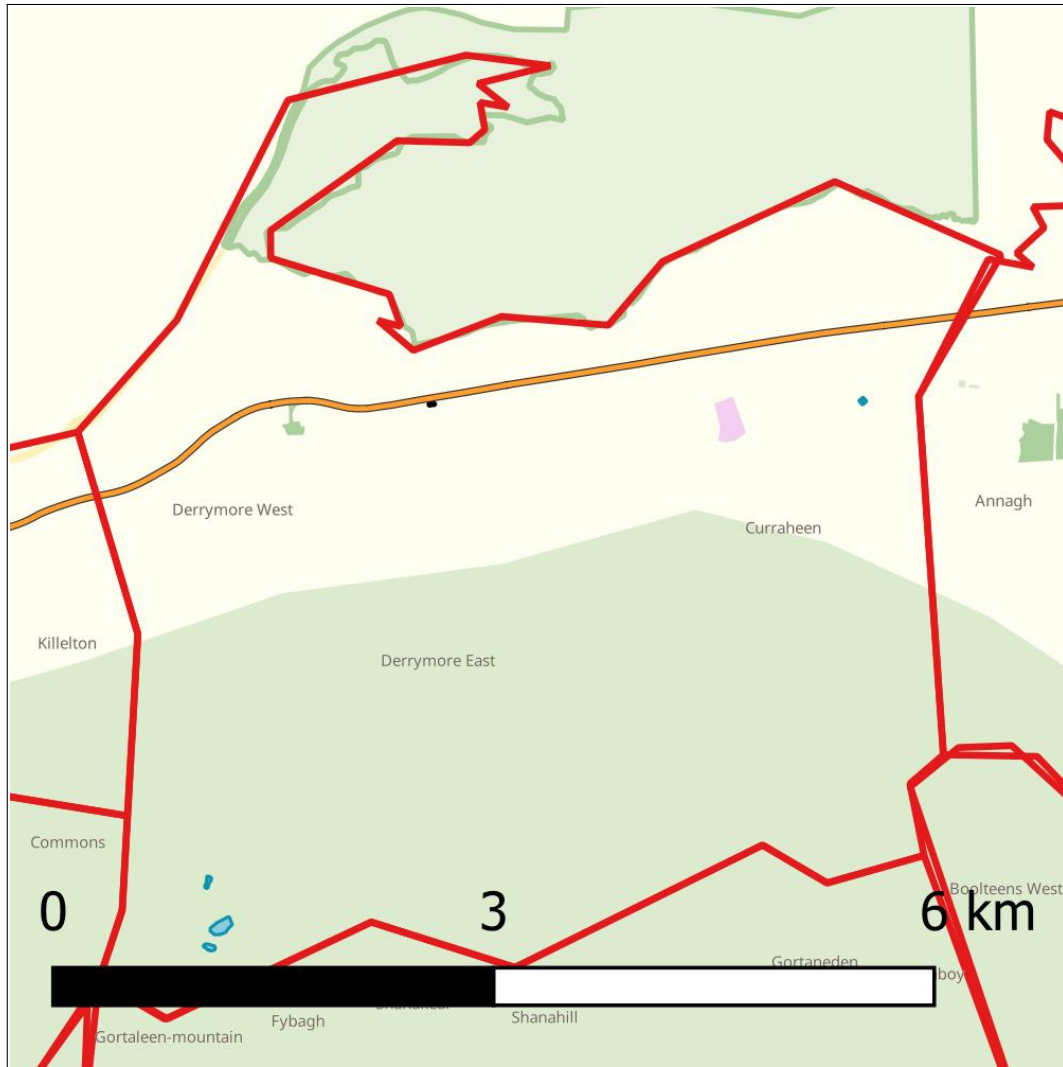 Derrymore West
Annagh
Curraheen
Killelton
Derrymore East
Commons
Boolteens West
0 3 6 km
Gortaneden
Fybagh
Shanahill
Gortaleen-mountain